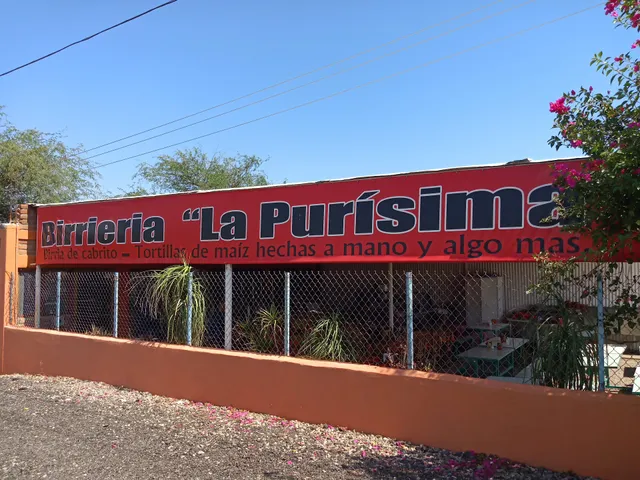 Birrieria "La Purísima
Birria de cabrito - Tortillas de maíz hechas a mano y algo mas..